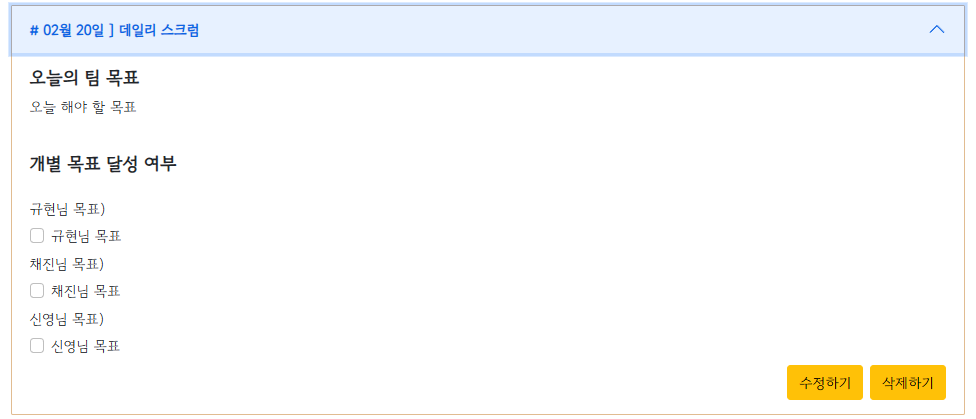 # 02월 20일 ] 데일리 스크럼
오늘의 팀 목표
오늘 해야 할 목표
개별 목표 달성 여부
규현님 목표)
규현님 목표
채진님 목표)
채진님 목표
신영님 목표)
신영님 목표
수정하기 삭제하기